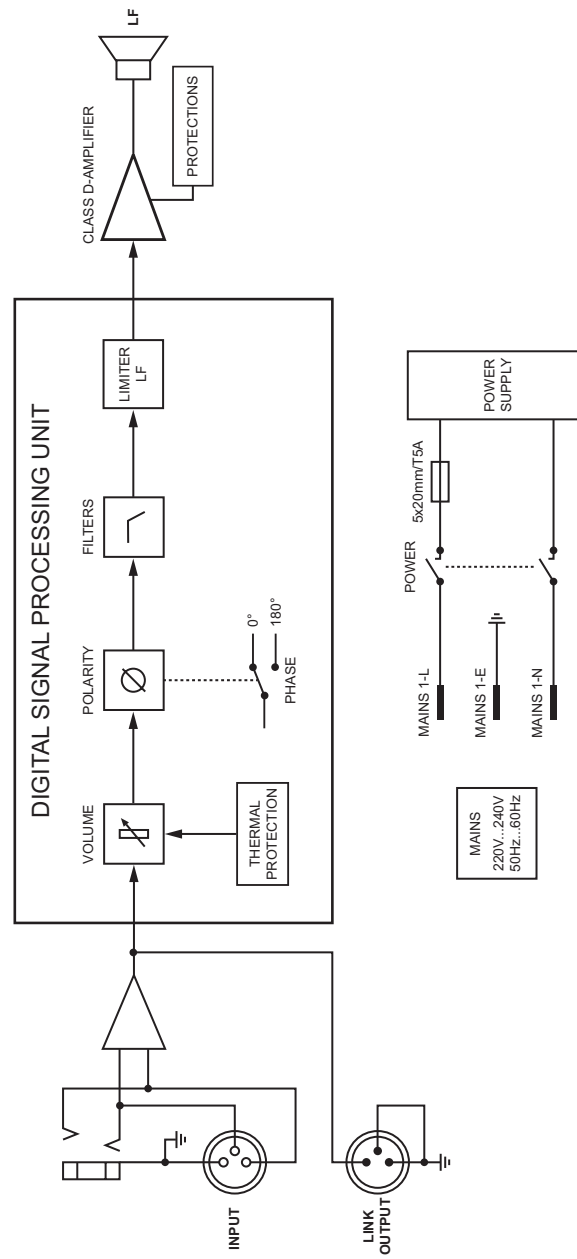 DIGITAL SIGNAL PROCESSING UNIT
INPUT
LINK
OUTPUT
VOLUME
THERMAL
PROTECTION
POLARITY
0°
180°
PHASE
FILTERS
LIMITER
LF
CLASS D-AMPLIFIER
PROTECTIONS
LF
MAINS
220V...240V
50Hz...60Hz
MAINS 1-L
MAINS 1-E
MAINS 1-N
POWER
5x20mm/T5A
POWER
SUPPLY